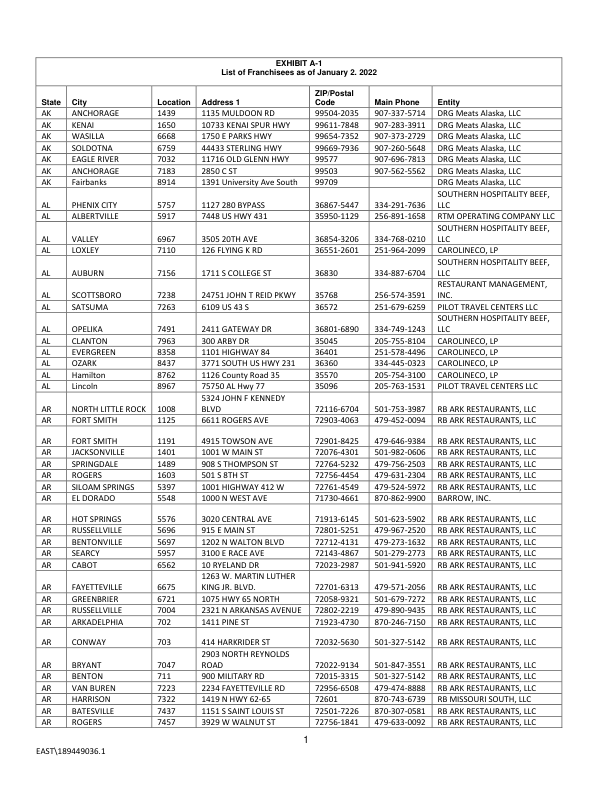 EXHIBIT A-1
List of Franchisees as of January 2. 2022
State City Location Address 1 ZIP/Postal Code Main Phone Entity
AK ANCHORAGE 1439 1135 MULDOON RD 99504-2035 907-337-5714 DRG Meats Alaska, LLC
AK KENAI 1650 10733 KENAI SPUR HWY 99611-7848 907-283-3911 DRG Meats Alaska, LLC
AK WASILLA 6668 1750 E PARKS HWY 99654-7352 907-373-2729 DRG Meats Alaska, LLC
AK SOLDOTNA 6759 44433 STERLING HWY 99669-7936 907-260-5648 DRG Meats Alaska, LLC
AK EAGLE RIVER 7032 11716 OLD GLENN HWY 99577 907-696-7813 DRG Meats Alaska, LLC
AK ANCHORAGE 7183 2850 C ST 99503 907-562-5562 DRG Meats Alaska, LLC
AK Fairbanks 8914 1391 University Ave South 99709 DRG Meats Alaska, LLC
AL PHENIX CITY 5757 1127 280 BYPASS 36867-5447 334-291-7636 SOUTHERN HOSPITALITY BEEF, LLC
AL ALBERTVILLE 5917 7448 US HWY 431 35950-1129 256-891-1658 RTM OPERATING COMPANY LLC
AL VALLEY 6967 3505 20TH AVE 36854-3206 334-768-0210 SOUTHERN HOSPITALITY BEEF, LLC
AL LOXLEY 7110 126 FLYING K RD 36551-2601 251-964-2099 CAROLINECO, LP
AL AUBURN 7156 1711 S COLLEGE ST 36830 334-887-6704 SOUTHERN HOSPITALITY BEEF, LLC
AL SCOTTSBORO 7238 24751 JOHN T REID PKWY 35768 256-574-3591 RESTAURANT MANAGEMENT, INC.
AL SATSUMA 7263 6109 US 43 S 36572 251-679-6259 PILOT TRAVEL CENTERS LLC
AL OPELIKA 7491 2411 GATEWAY DR 36801-6890 334-749-1243 SOUTHERN HOSPITALITY BEEF, LLC
AL CLANTON 7963 300 ARBY DR 35045 205-755-8104 CAROLINECO, LP
AL EVERGREEN 8358 1101 HIGHWAY 84 36401 251-578-4496 CAROLINECO, LP
AL OZARK 8437 3771 SOUTH US HWY 231 36360 334-445-0323 CAROLINECO, LP
AL Hamilton 8762 1126 County Road 35 35570 205-754-3100 CAROLINECO, LP
AL Lincoln 8967 75750 AL Hwy 77 35096 205-763-1531 PILOT TRAVEL CENTERS LLC
AR NORTH LITTLE ROCK 1008 5324 JOHN F KENNEDY BLVD 72116-6704 501-753-3987 RB ARK RESTAURANTS, LLC
AR FORT SMITH 1125 6611 ROGERS AVE 72903-4063 479-452-0094 RB ARK RESTAURANTS, LLC
AR FORT SMITH 1191 4915 TOWSON AVE 72901-8425 479-646-9384 RB ARK RESTAURANTS, LLC
AR JACKSONVILLE 1401 1001 W MAIN ST 72076-4301 501-982-0606 RB ARK RESTAURANTS, LLC
AR SPRINGDALE 1489 908 S THOMPSON ST 72764-5232 479-756-2503 RB ARK RESTAURANTS, LLC
AR ROGERS 1603 501 S 8TH ST 72756-4454 479-631-2304 RB ARK RESTAURANTS, LLC
AR SILOAM SPRINGS 5397 1001 HIGHWAY 412 W 72761-4549 479-524-5972 RB ARK RESTAURANTS, LLC
AR EL DORADO 5548 1000 N WEST AVE 71730-4661 870-862-9900 BARROW, INC.
AR HOT SPRINGS 5576 3020 CENTRAL AVE 71913-6145 501-623-5902 RB ARK RESTAURANTS, LLC
AR RUSSELLVILLE 5696 915 E MAIN ST 72801-5251 479-967-2520 RB ARK RESTAURANTS, LLC
AR BENTONVILLE 5697 1202 N WALTON BLVD 72712-4131 479-273-1632 RB ARK RESTAURANTS, LLC
AR SEARCY 5957 3100 E RACE AVE 72143-4867 501-279-2773 RB ARK RESTAURANTS, LLC
AR CABOT 6562 10 RYELAND DR 72023-2987 501-941-5920 RB ARK RESTAURANTS, LLC
AR FAYETTEVILLE 6675 1263 W. MARTIN LUTHER KING JR. BLVD. 72701-6313 479-571-2056 RB ARK RESTAURANTS, LLC
AR GREENBRIER 6721 1075 HWY 65 NORTH 72058-9321 501-679-7272 RB ARK RESTAURANTS, LLC
AR RUSSELLVILLE 7004 2321 N ARKANSAS AVENUE 72802-2219 479-890-9435 RB ARK RESTAURANTS, LLC
AR ARKADELPHIA 702 1411 PINE ST 71923-4730 870-246-7150 RB ARK RESTAURANTS, LLC
AR CONWAY 703 414 HARKRIDER ST 72032-5630 501-327-5142 RB ARK RESTAURANTS, LLC
AR BRYANT 7047 2903 NORTH REYNOLDS ROAD 72022-9134 501-847-3551 RB ARK RESTAURANTS, LLC
AR BENTON 711 900 MILITARY RD 72015-3315 501-327-5142 RB ARK RESTAURANTS, LLC
AR VAN BUREN 7223 2234 FAYETTEVILLE RD 72956-6508 479-474-8888 RB ARK RESTAURANTS, LLC
AR HARRISON 7322 1419 N HWY 62-65 72601 870-743-6739 RB MISSOURI SOUTH, LLC
AR BATESVILLE 7437 1151 S SAINT LOUIS ST 72501-7226 870-307-0581 RB ARK RESTAURANTS, LLC
AR ROGERS 7457 3929 W WALNUT ST 72756-1841 479-633-0092 RB ARK RESTAURANTS, LLC
1
EAST\189449036.1